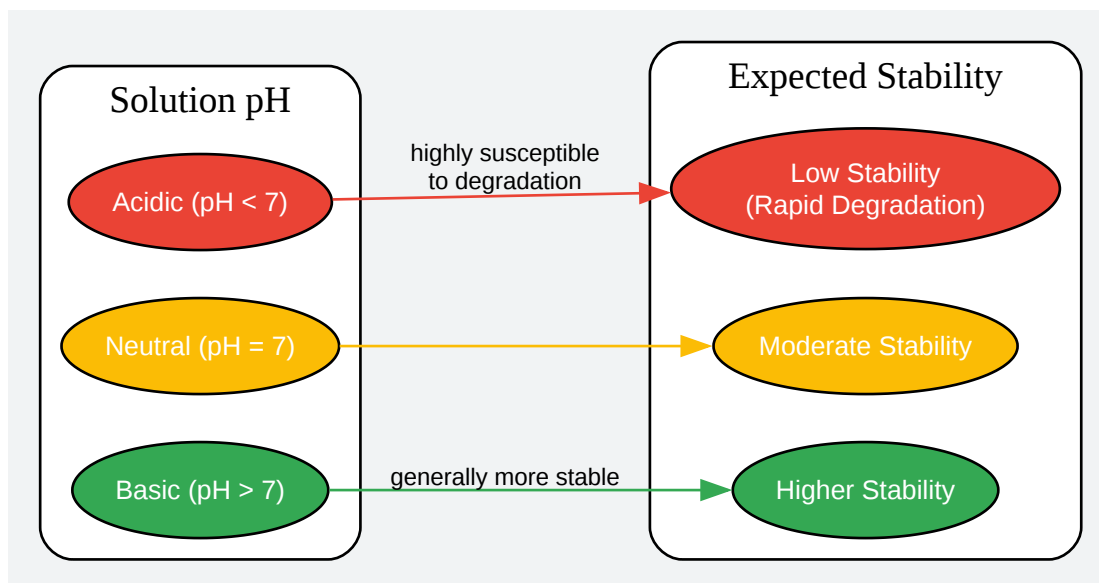 Solution pH
Acidic (pH < 7)
Neutral (pH = 7)
Basic (pH > 7)
highly susceptible
to degradation
generally more stable
Expected Stability
Low Stability
(Rapid Degradation)
Moderate Stability
Higher Stability